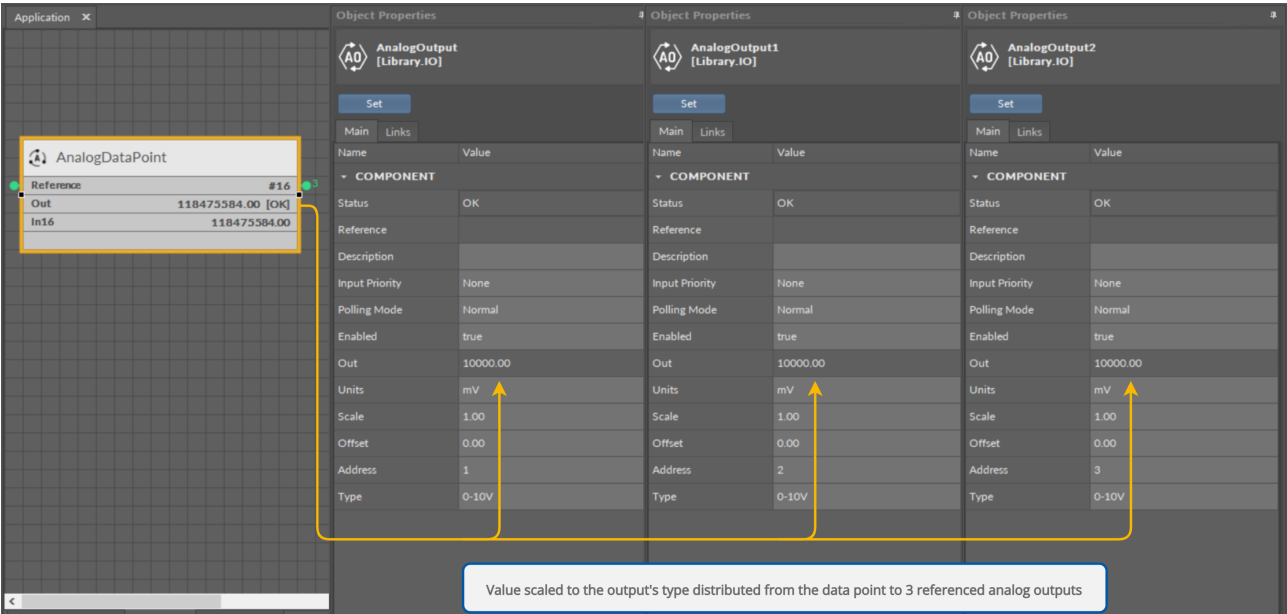 Application ×
AnalogDataPoint
Reference #16 3
Out 118475584.00 [OK]
In16 118475584.00
Object Properties
AO
AnalogOutput
[Library.IO]
Set
Main Links
Name Value
COMPONENT
Status OK
Reference
Description
Input Priority None
Polling Mode Normal
Enabled true
Out 10000.00
Units mV
Scale 1.00
Offset 0.00
Address 1
Type 0-10V
Object Properties
AO
AnalogOutput1
[Library.IO]
Set
Main Links
Name Value
COMPONENT
Status OK
Reference
Description
Input Priority None
Polling Mode Normal
Enabled true
Out 10000.00
Units mV
Scale 1.00
Offset 0.00
Address 2
Type 0-10V
Object Properties
AO
AnalogOutput2
[Library.IO]
Set
Main Links
Name Value
COMPONENT
Status OK
Reference
Description
Input Priority None
Polling Mode Normal
Enabled true
Out 10000.00
Units mV
Scale 1.00
Offset 0.00
Address 3
Type 0-10V
Value scaled to the output's type distributed from the data point to 3 referenced analog outputs